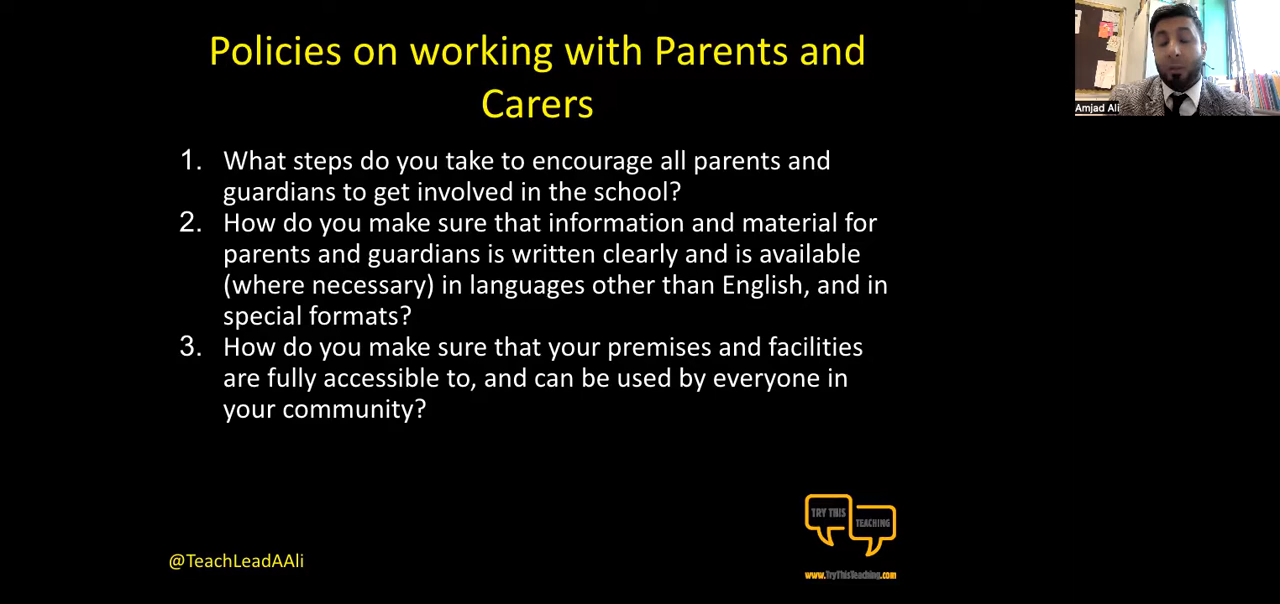 Policies on working with Parents and
Carers
1. What steps do you take to encourage all parents and
guardians to get involved in the school?
2. How do you make sure that information and material for
parents and guardians is written clearly and is available
(where necessary) in languages other than English, and in
special formats?
3. How do you make sure that your premises and facilities
are fully accessible to, and can be used by everyone in
your community?
Amjad Ali
TRY THIS
TEACHING
www.TryThisTeaching.com
@TeachLeadAAli